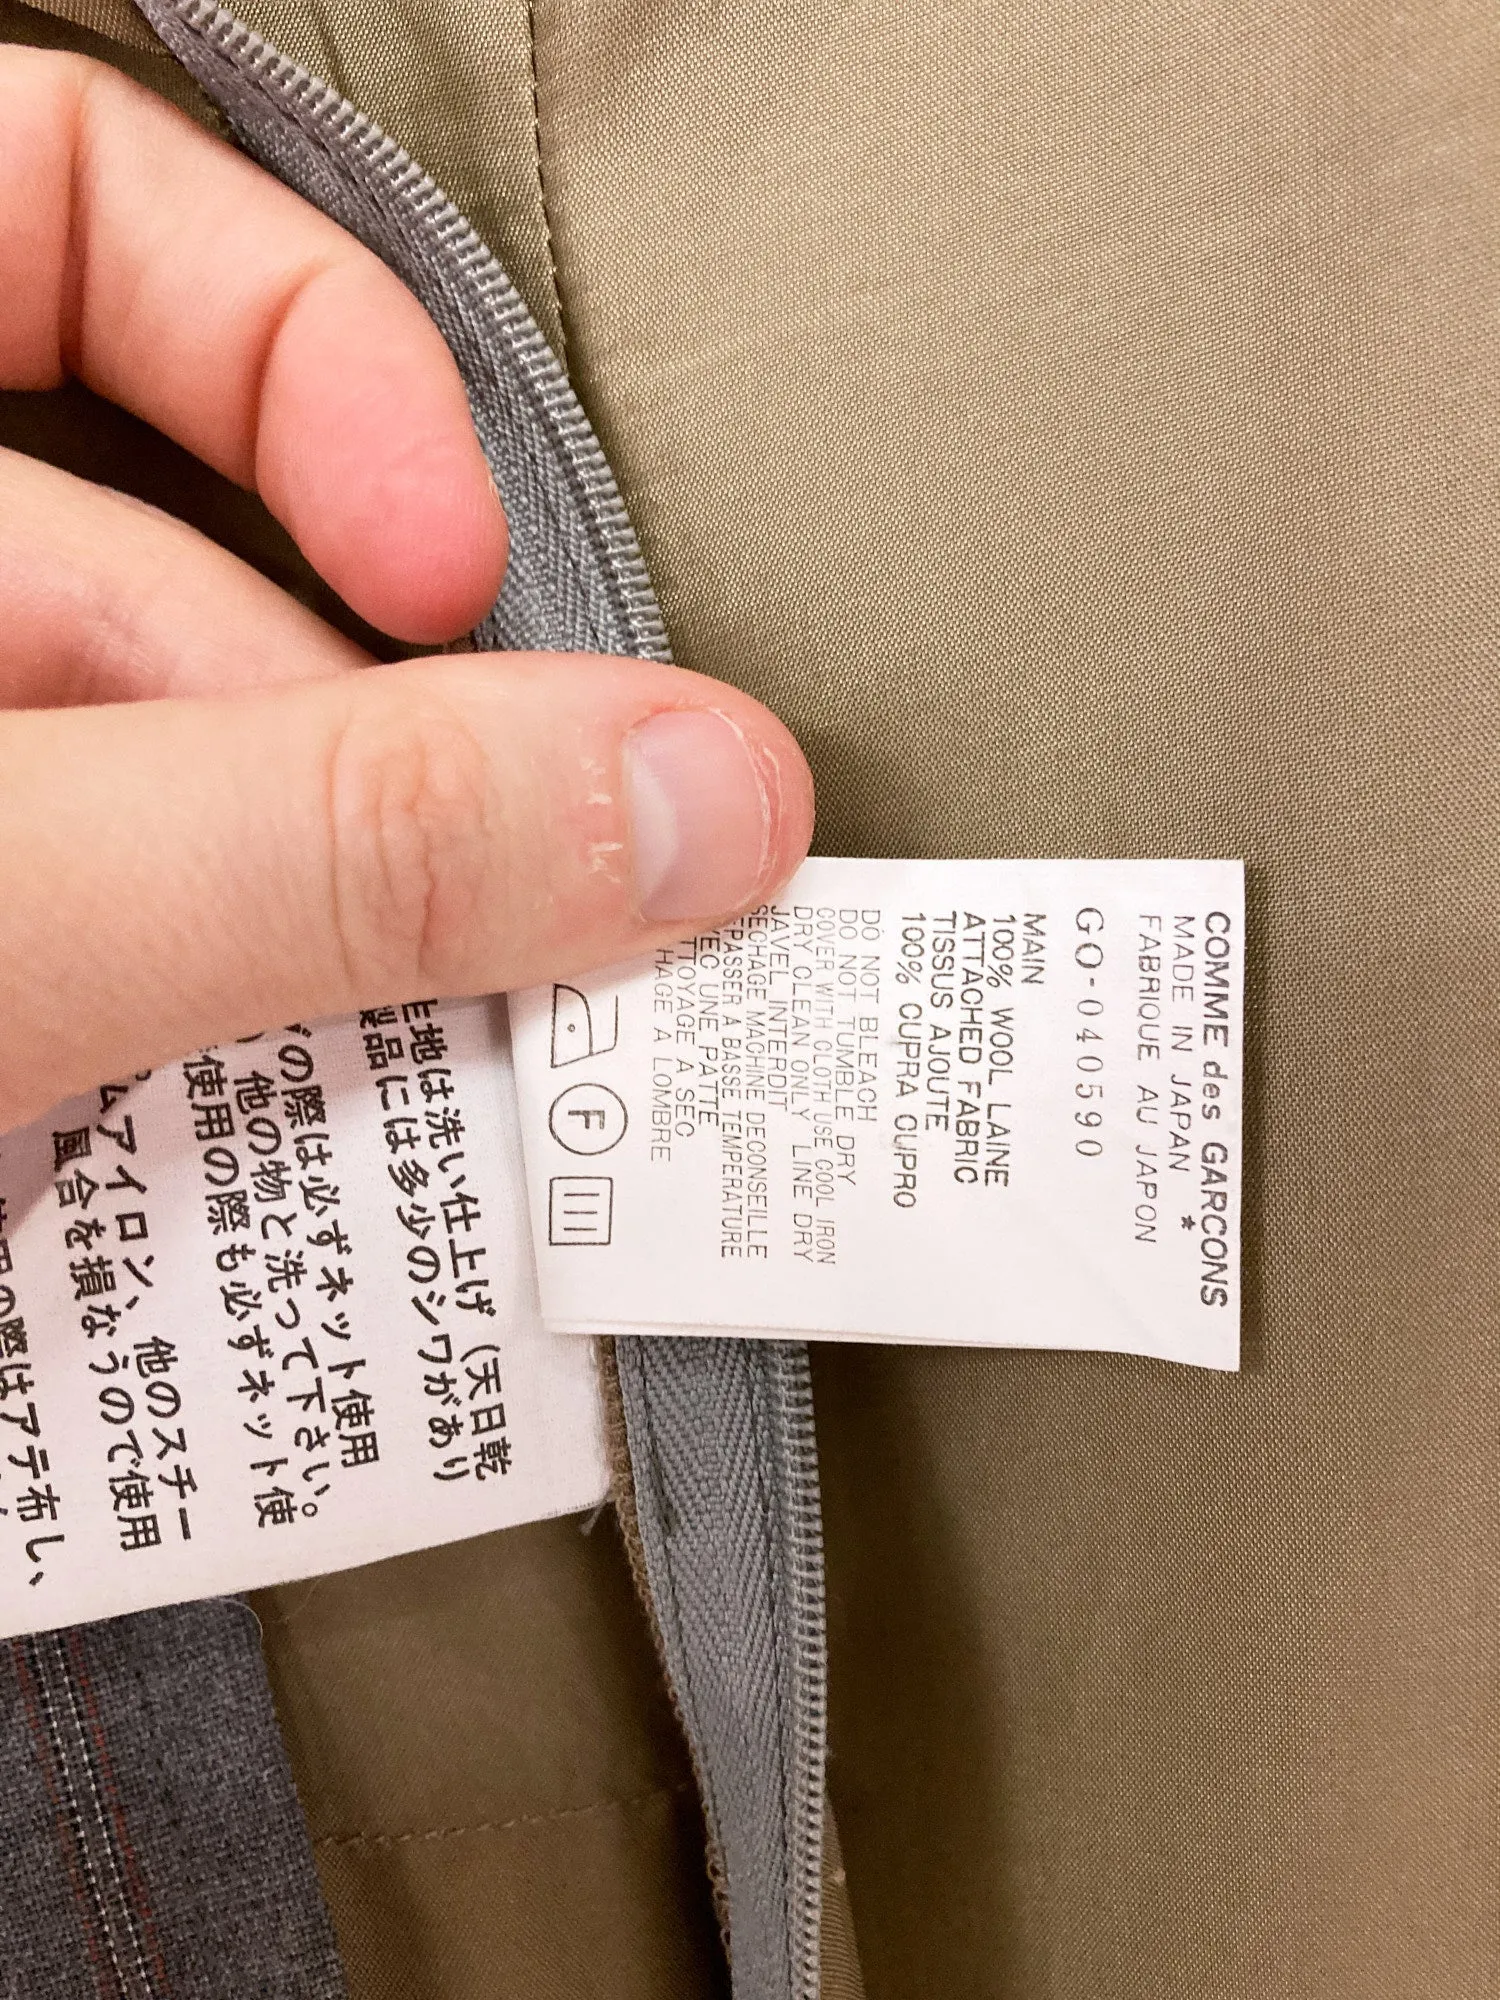 COMME des GARCONS
MADE IN JAPAN *
FABRIQUE AU JAPON
GO-040590
MAIN
100% WOOL LAINE
ATTACHED FABRIC
TISSUS AJOUTE
100% CUPRA CUPRO
DO NOT BLEACH
DO NOT TUMBLE DRY
COVER WITH CLOTH USE COOL IRON
DRY CLEAN ONLY LINE DRY
JAVEL INTERDIT
SECHAGE MACHINE DECONSEILLE
EPASSER A BASSE TEMPERATURE
VEC UNE PATTE
TTOYAGE A SEC
HAGE A LOMBRE
F
生地は洗い仕上げ（天日乾
製品には多少のシワがあり
の際は必ずネット使用
他の物と洗って下さい。
使用の際も必ずネット使
ムアイロン、他のスチー
風合を損なうので使用
の際はアテ布し、